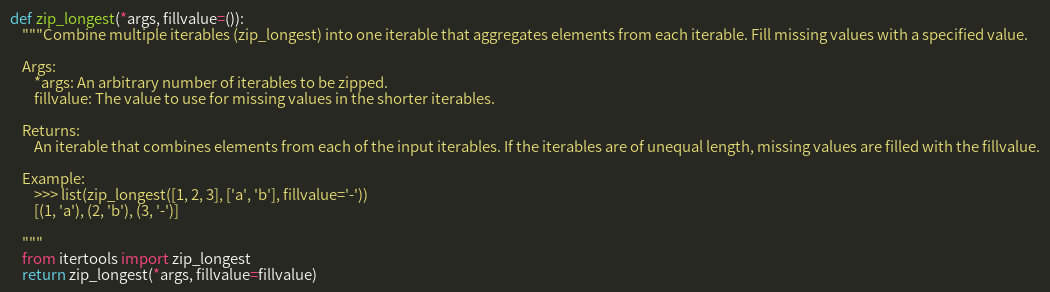 def zip_longest(*args, fillvalue=()):
"""Combine multiple iterables (zip_longest) into one iterable that aggregates elements from each iterable. Fill missing values with a specified value.
Args:
*args: An arbitrary number of iterables to be zipped.
fillvalue: The value to use for missing values in the shorter iterables.
Returns:
An iterable that combines elements from each of the input iterables. If the iterables are of unequal length, missing values are filled with the fillvalue.
Example:
>>> list(zip_longest([1, 2, 3], ['a', 'b'], fillvalue='-'))
[(1, 'a'), (2, 'b'), (3, '-')]
"""
from itertools import zip_longest
return zip_longest(*args, fillvalue=fillvalue)